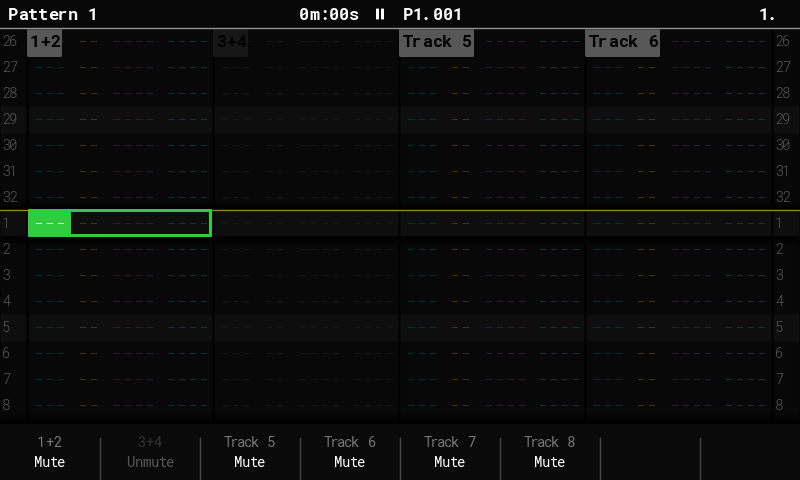 Pattern 1 0m:00s P1.001 1.
26 1+2 --- -- ---- ---- 3+4 --- -- ---- ---- Track 5 --- -- ---- ---- Track 6 --- -- ---- ---- 26
27 --- -- ---- ---- --- -- ---- ---- --- -- ---- ---- --- -- ---- ---- 27
28 --- -- ---- ---- --- -- ---- ---- --- -- ---- ---- --- -- ---- ---- 28
29 --- -- ---- ---- --- -- ---- ---- --- -- ---- ---- --- -- ---- ---- 29
30 --- -- ---- ---- --- -- ---- ---- --- -- ---- ---- --- -- ---- ---- 30
31 --- -- ---- ---- --- -- ---- ---- --- -- ---- ---- --- -- ---- ---- 31
32 --- -- ---- ---- --- -- ---- ---- --- -- ---- ---- --- -- ---- ---- 32
1 --- -- ---- ---- --- -- ---- ---- --- -- ---- ---- --- -- ---- ---- 1
2 --- -- ---- ---- --- -- ---- ---- --- -- ---- ---- --- -- ---- ---- 2
3 --- -- ---- ---- --- -- ---- ---- --- -- ---- ---- --- -- ---- ---- 3
4 --- -- ---- ---- --- -- ---- ---- --- -- ---- ---- --- -- ---- ---- 4
5 --- -- ---- ---- --- -- ---- ---- --- -- ---- ---- --- -- ---- ---- 5
6 --- -- ---- ---- --- -- ---- ---- --- -- ---- ---- --- -- ---- ---- 6
7 --- -- ---- ---- --- -- ---- ---- --- -- ---- ---- --- -- ---- ---- 7
8 --- -- ---- ---- --- -- ---- ---- --- -- ---- ---- --- -- ---- ---- 8
1+2 3+4 Track 5 Track 6 Track 7 Track 8
Mute Unmute Mute Mute Mute Mute